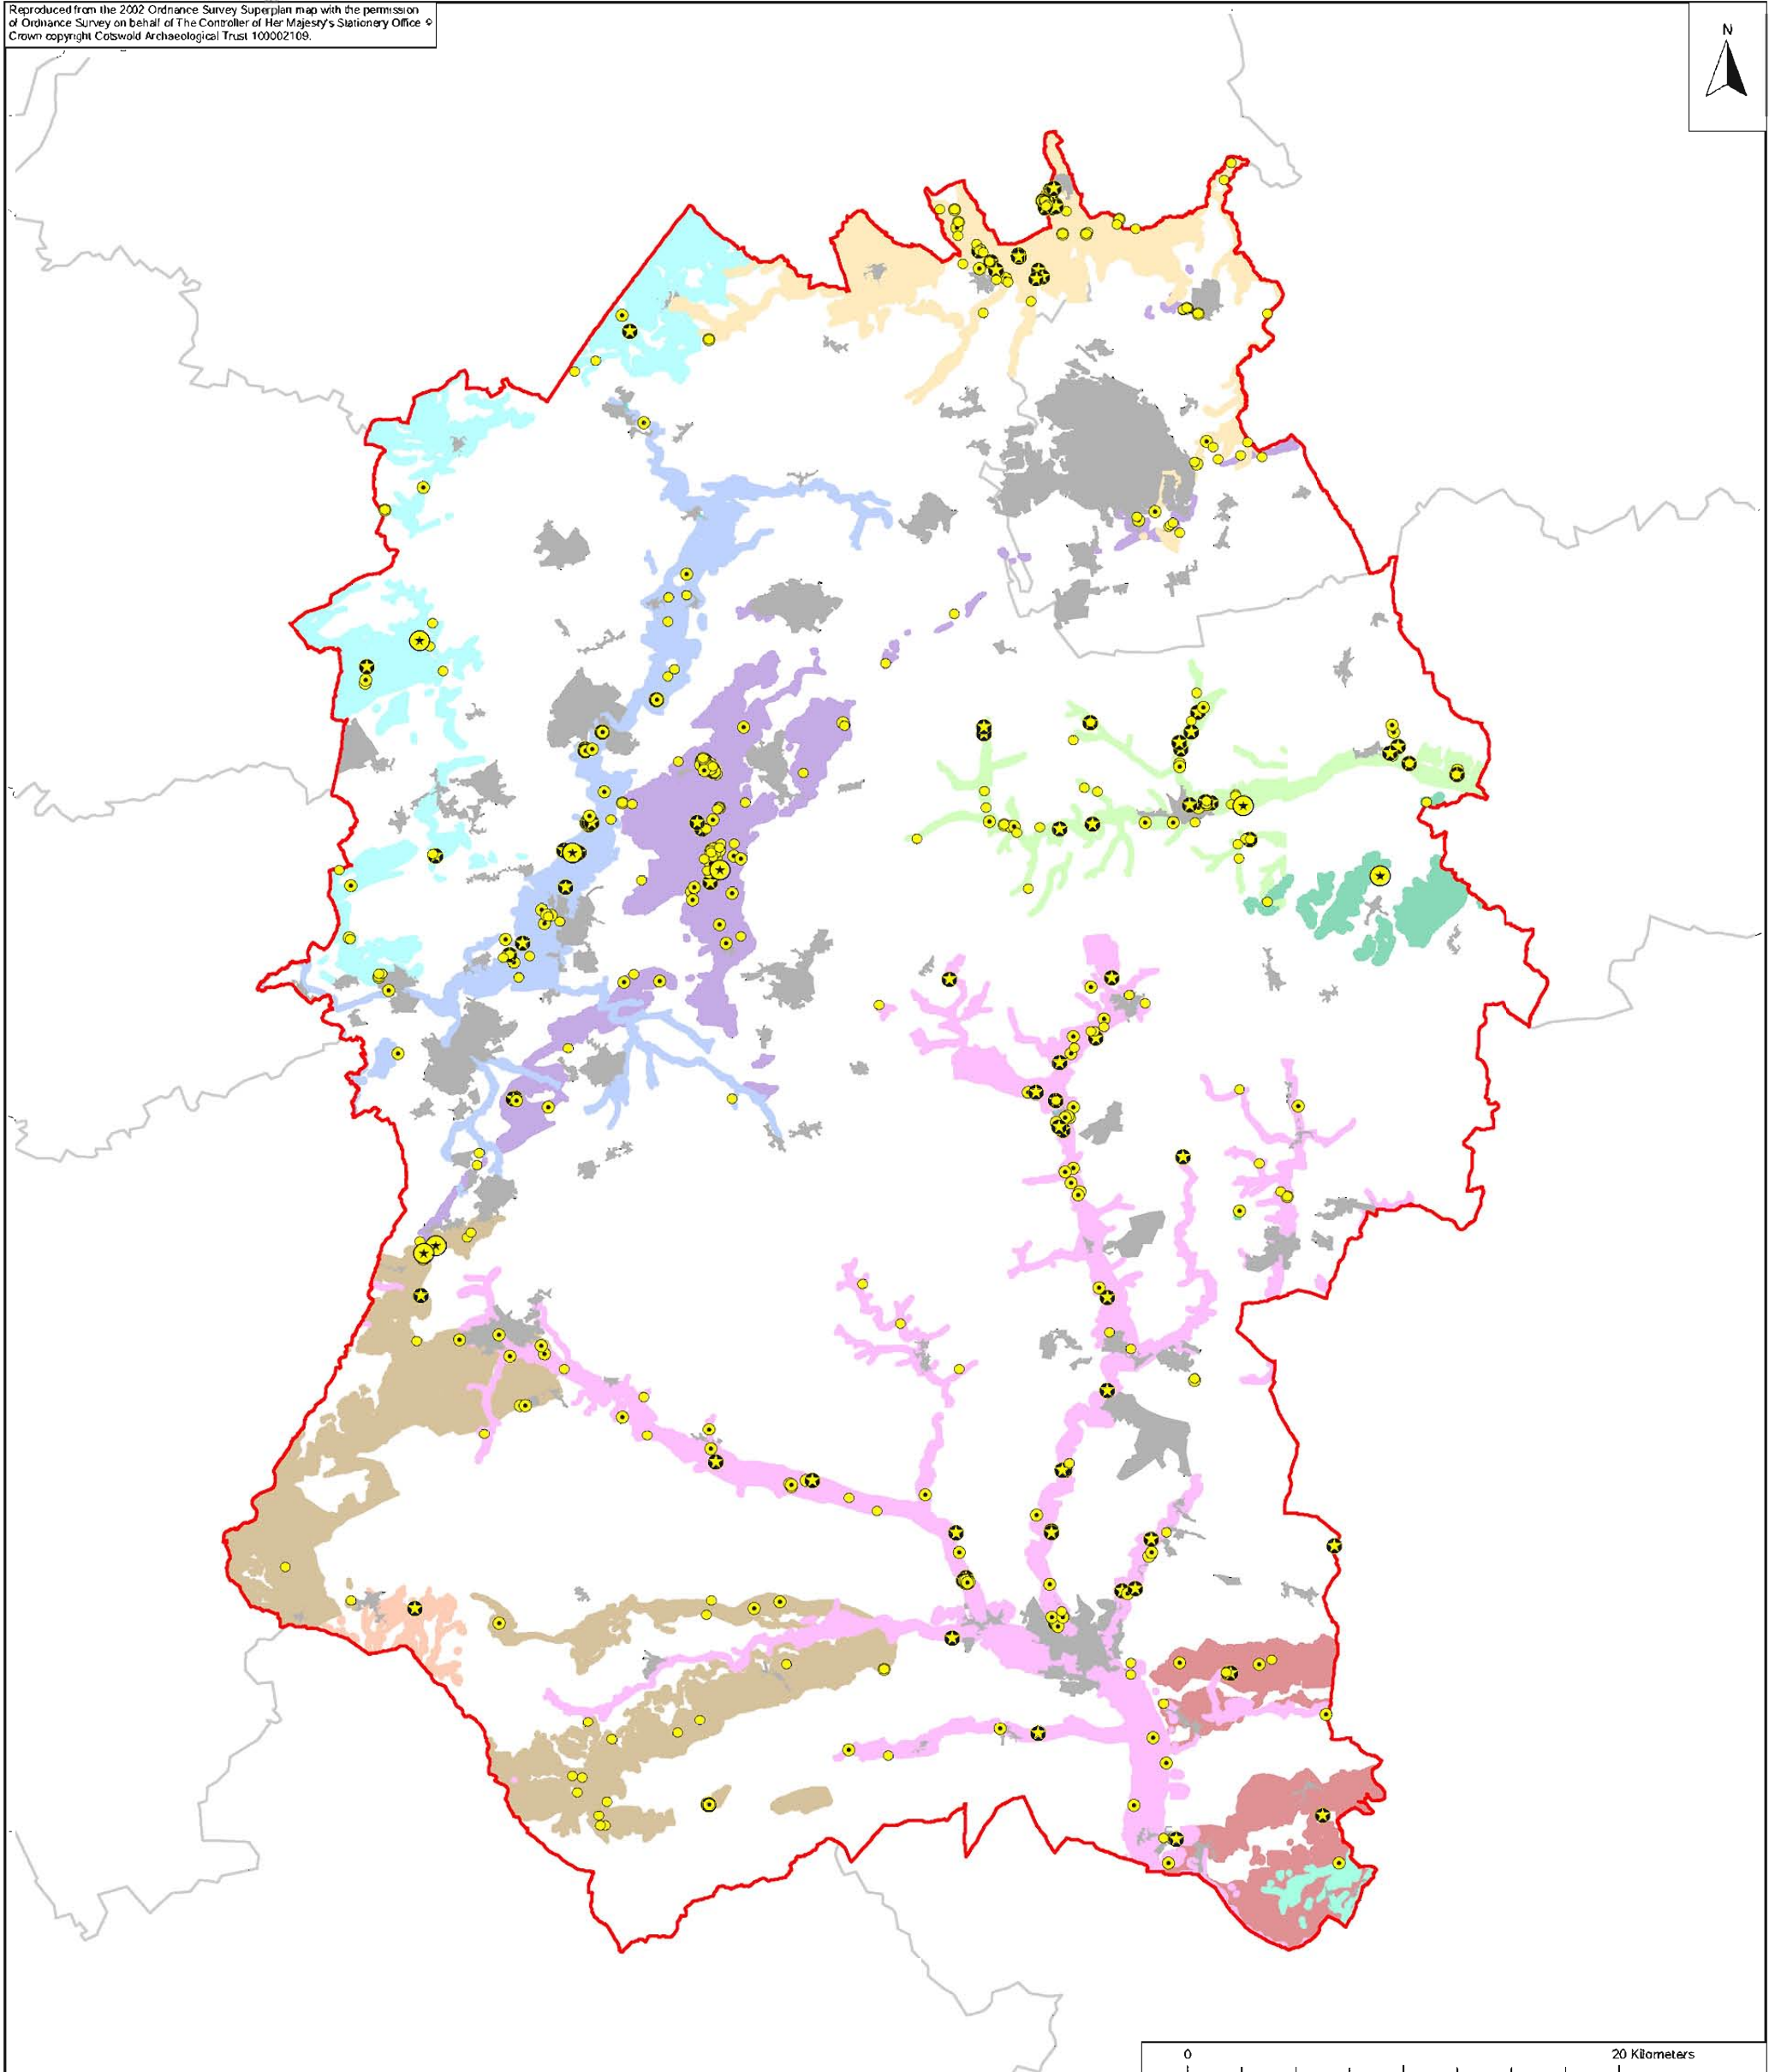 Reproduced from the 2002 Ordnance Survey Superplan map with the permission
of Ordnance Survey on behalf of The Controller of Her Majesty's Stationery Office ©
Crown copyright Cotswold Archaeological Trust 100002109.
N
0 20 Kilometers